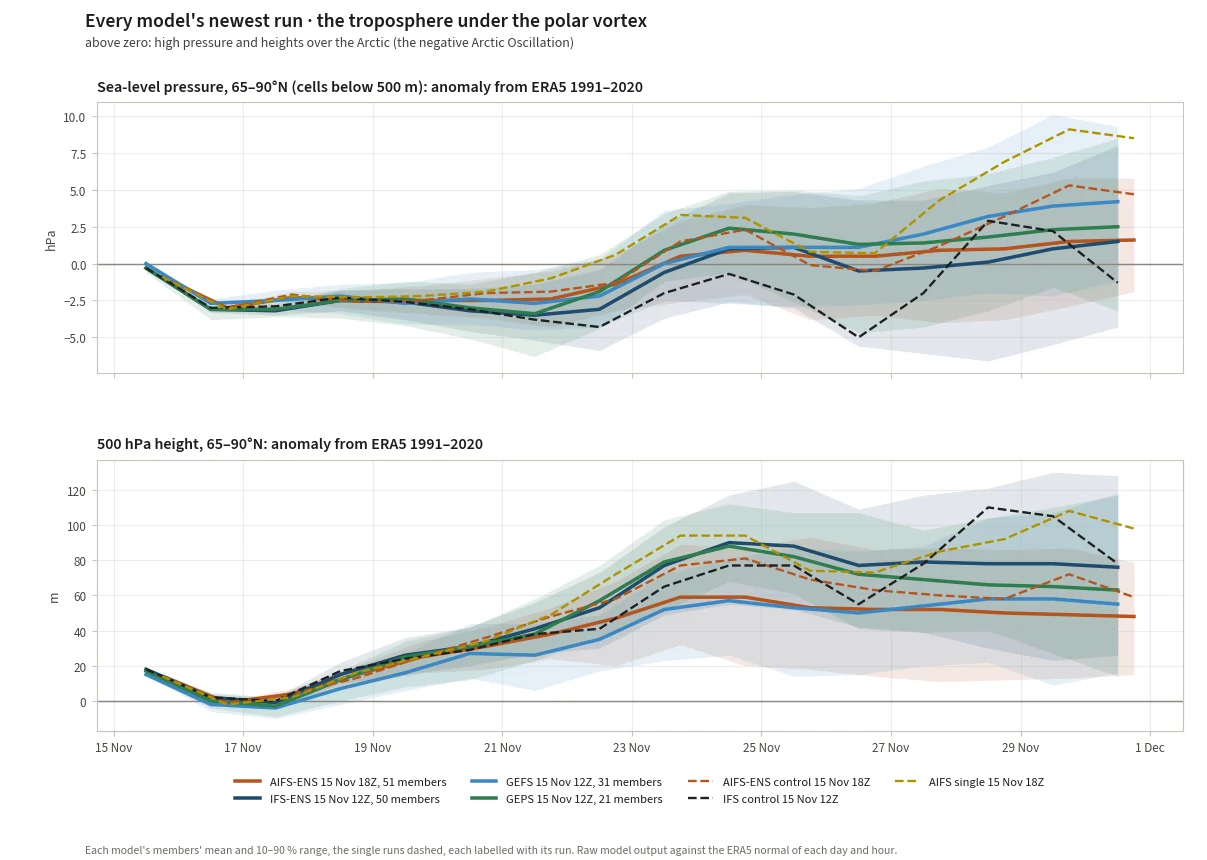 Every model's newest run · the troposphere under the polar vortex
above zero: high pressure and heights over the Arctic (the negative Arctic Oscillation)
Sea-level pressure, 65–90°N (cells below 500 m): anomaly from ERA5 1991–2020
10.0
7.5
5.0
2.5
0.0
−2.5
−5.0
hPa
500 hPa height, 65–90°N: anomaly from ERA5 1991–2020
120
100
80
60
40
20
0
m
15 Nov 17 Nov 19 Nov 21 Nov 23 Nov 25 Nov 27 Nov 29 Nov 1 Dec
AIFS-ENS 15 Nov 18Z, 51 members GEFS 15 Nov 12Z, 31 members AIFS-ENS control 15 Nov 18Z AIFS single 15 Nov 18Z
IFS-ENS 15 Nov 12Z, 50 members GEPS 15 Nov 12Z, 21 members IFS control 15 Nov 12Z
Each model's members' mean and 10–90 % range, the single runs dashed, each labelled with its run. Raw model output against the ERA5 normal of each day and hour.